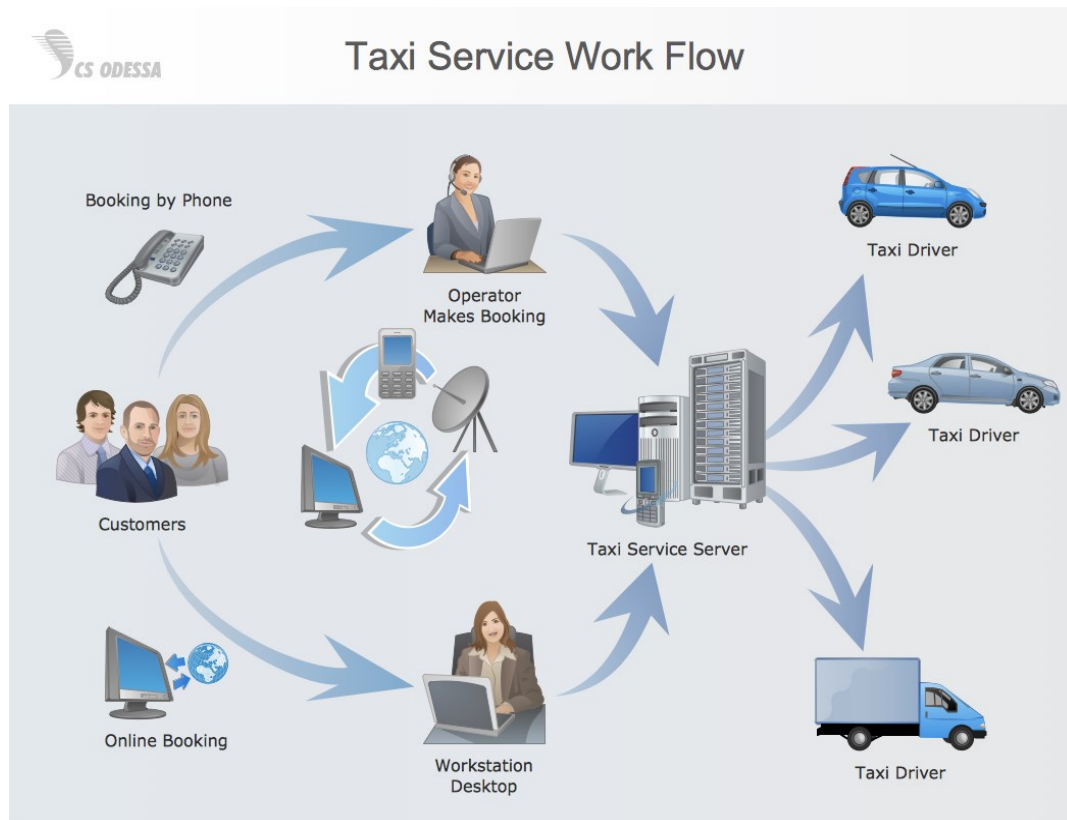 CS ODESSA
Taxi Service Work Flow
Booking by Phone
Operator
Makes Booking
Taxi Driver
Taxi Driver
Customers
Taxi Service Server
Online Booking
Workstation
Desktop
Taxi Driver